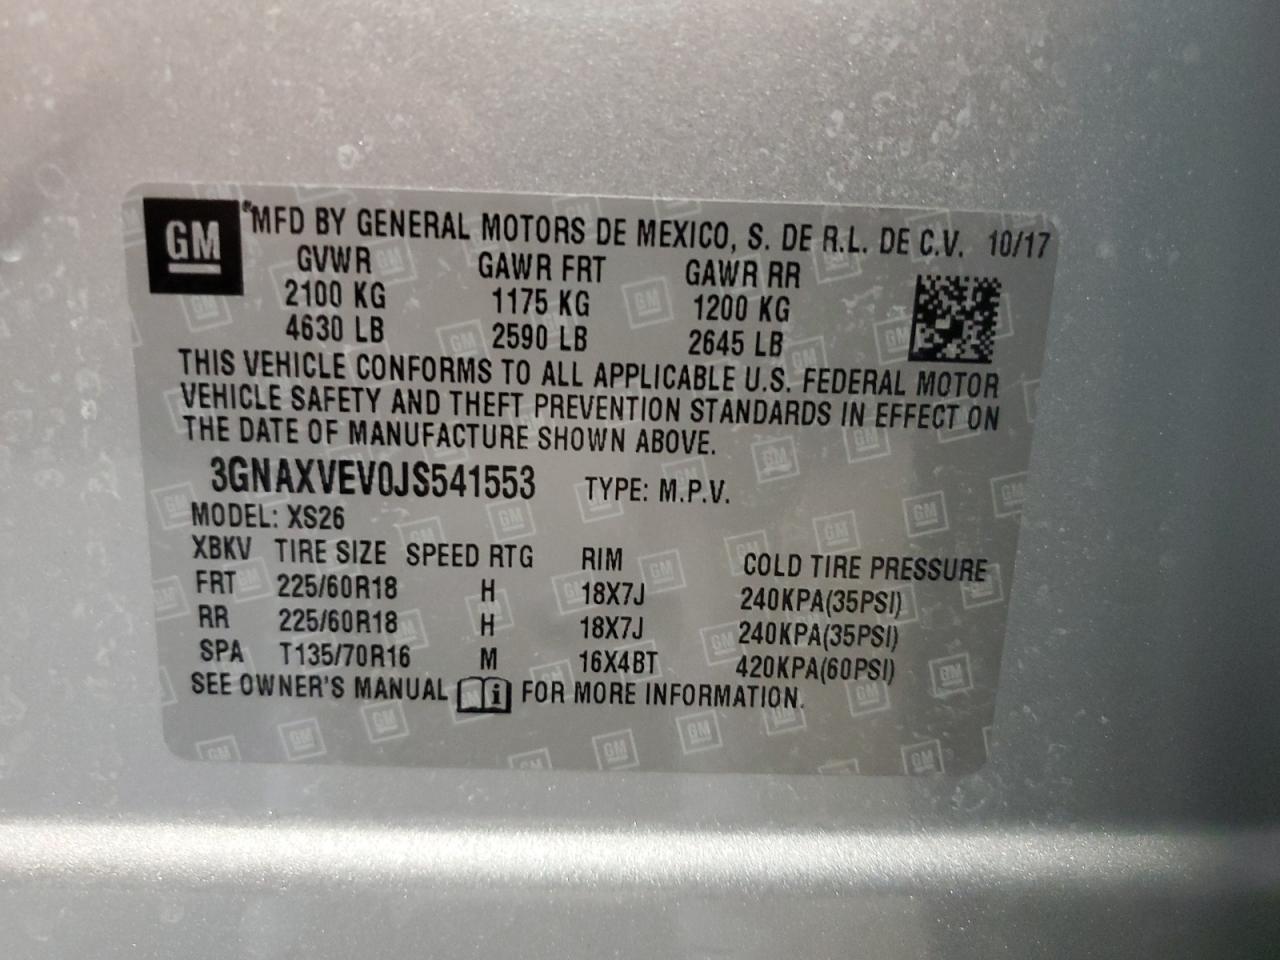 GM ® MFD BY GENERAL MOTORS DE MEXICO, S. DE R.L. DE C.V. 10/17
GVWR GAWR FRT GAWR RR
2100 KG 1175 KG 1200 KG
4630 LB 2590 LB 2645 LB
THIS VEHICLE CONFORMS TO ALL APPLICABLE U.S. FEDERAL MOTOR
VEHICLE SAFETY AND THEFT PREVENTION STANDARDS IN EFFECT ON
THE DATE OF MANUFACTURE SHOWN ABOVE.
3GNAXVEV0JS541553 TYPE: M.P.V.
MODEL: XS26
XBKV TIRE SIZE SPEED RTG RIM COLD TIRE PRESSURE
FRT 225/60R18 H 18X7J 240KPA(35PSI)
RR 225/60R18 H 18X7J 240KPA(35PSI)
SPA T135/70R16 M 16X4BT 420KPA(60PSI)
SEE OWNER'S MANUAL i FOR MORE INFORMATION.